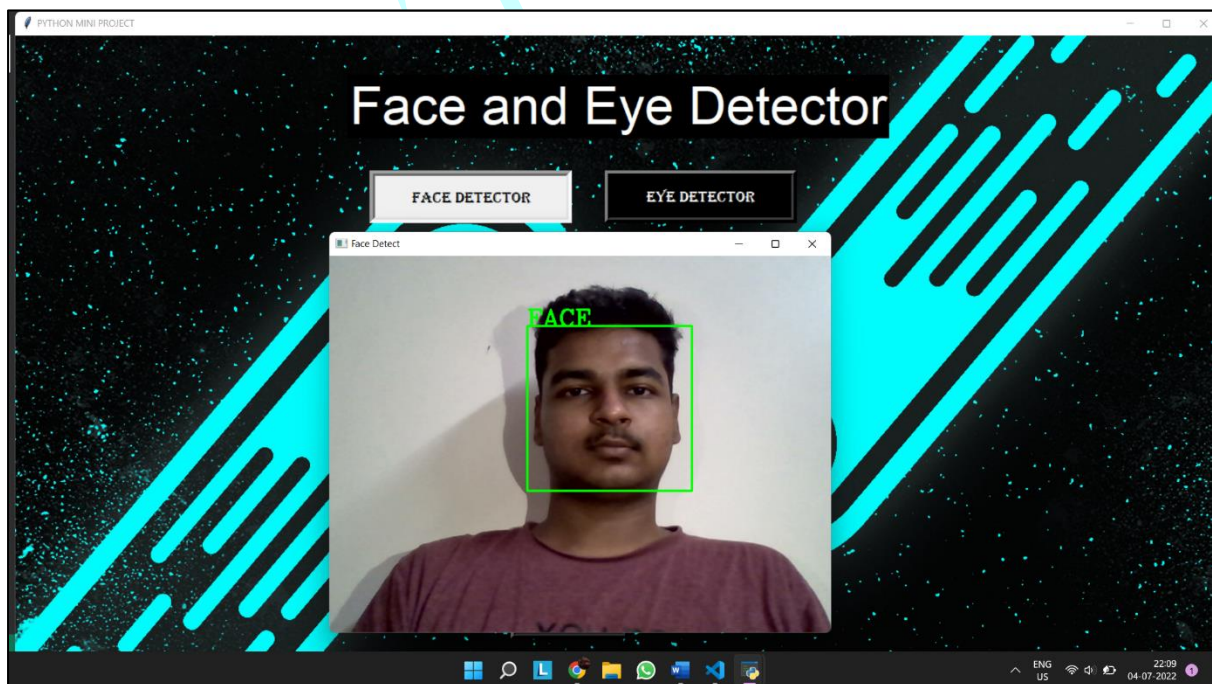 PYTHON MINI PROJECT
Face and Eye Detector
FACE DETECTOR
EYE DETECTOR
Face Detect
FACE
L
W
ENG
US
22:09
04-07-2022
1